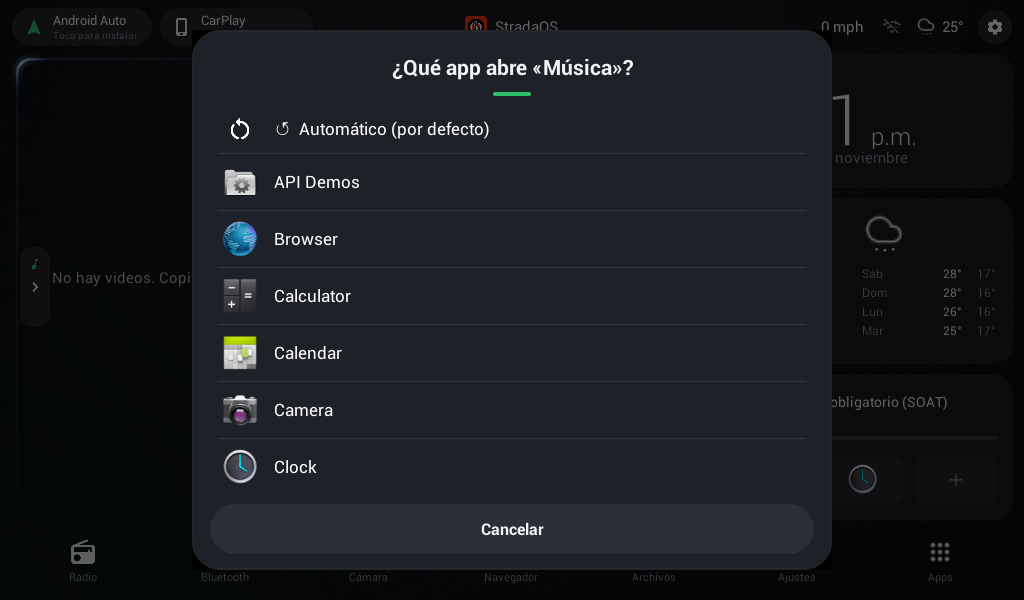 Android Auto
Toca para instalar
CarPlay
StradaOS
0 mph
25°
¿Qué app abre «Música»?
↺ Automático (por defecto)
API Demos
Browser
Calculator
Calendar
Camera
Clock
Cancelar
No hay videos. Copi
1 p.m.
noviembre
Sáb 28° 17°
Dom 28° 16°
Lun 26° 16°
Mar 25° 17°
obligatorio (SOAT)
+
Radio
Bluetooth
Cámara
Navegador
Archivos
Ajustes
Apps